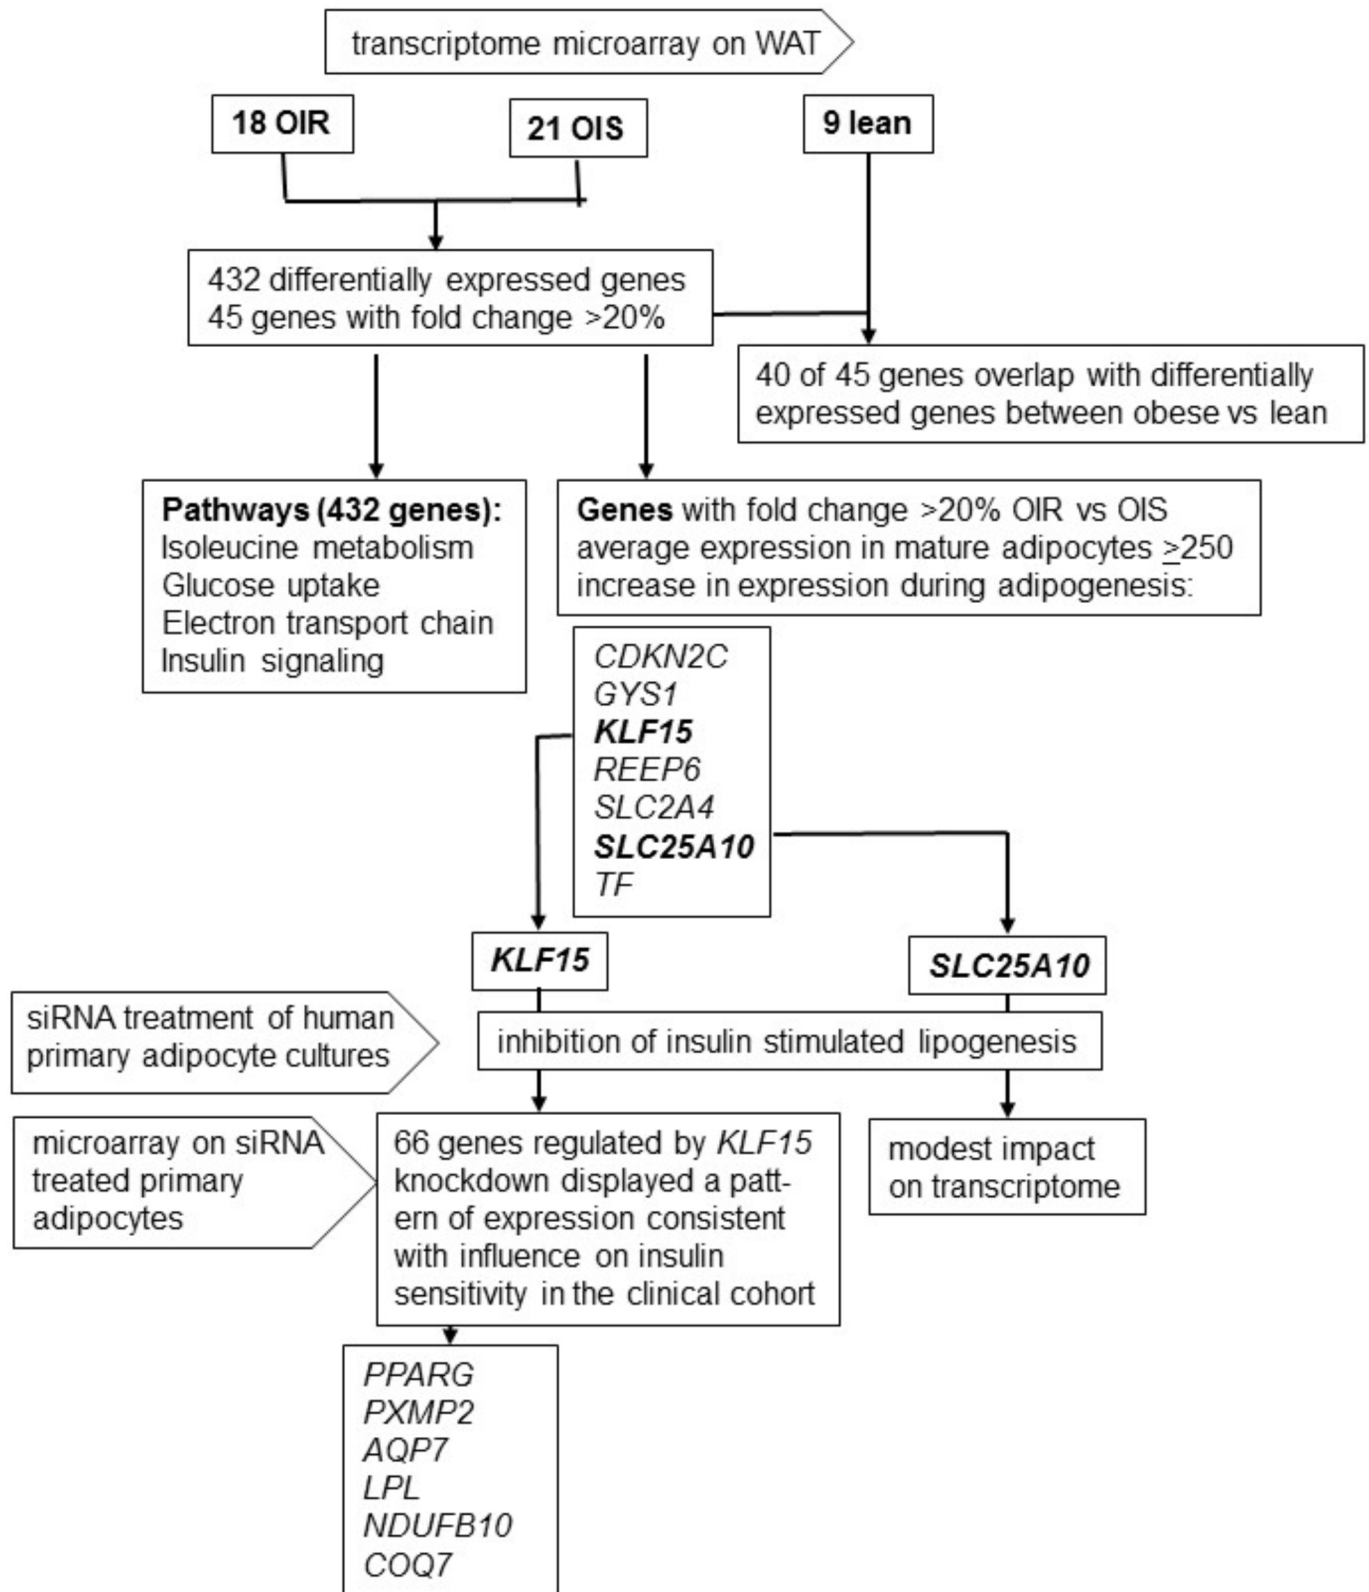 transcriptome microarray on WAT
18 OIR
21 OIS
9 lean
432 differentially expressed genes
45 genes with fold change >20%
40 of 45 genes overlap with differentially
expressed genes between obese vs lean
Pathways (432 genes):
Isoleucine metabolism
Glucose uptake
Electron transport chain
Insulin signaling
Genes with fold change >20% OIR vs OIS
average expression in mature adipocytes ≥250
increase in expression during adipogenesis:
CDKN2C
GYS1
KLF15
REEP6
SLC2A4
SLC25A10
TF
KLF15
SLC25A10
siRNA treatment of human
primary adipocyte cultures
inhibition of insulin stimulated lipogenesis
microarray on siRNA
treated primary
adipocytes
66 genes regulated by KLF15
knockdown displayed a patt-
ern of expression consistent
with influence on insulin
sensitivity in the clinical cohort
modest impact
on transcriptome
PPARG
PXMP2
AQP7
LPL
NDUFB10
COQ7